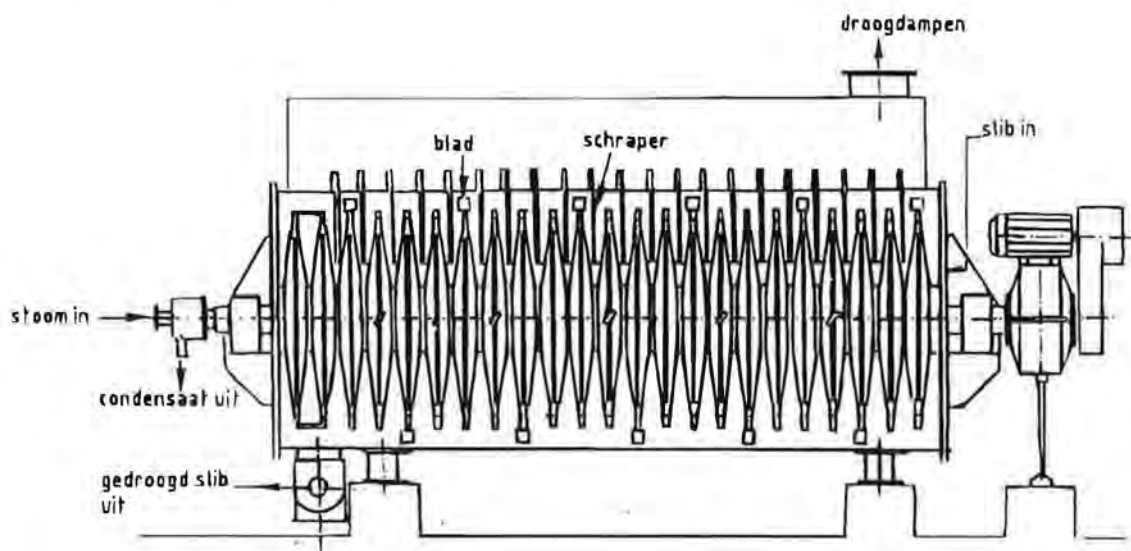 droogdampen
slib in
blad
schraper
stoom in
condensaat uit
gedroogd slib
uit